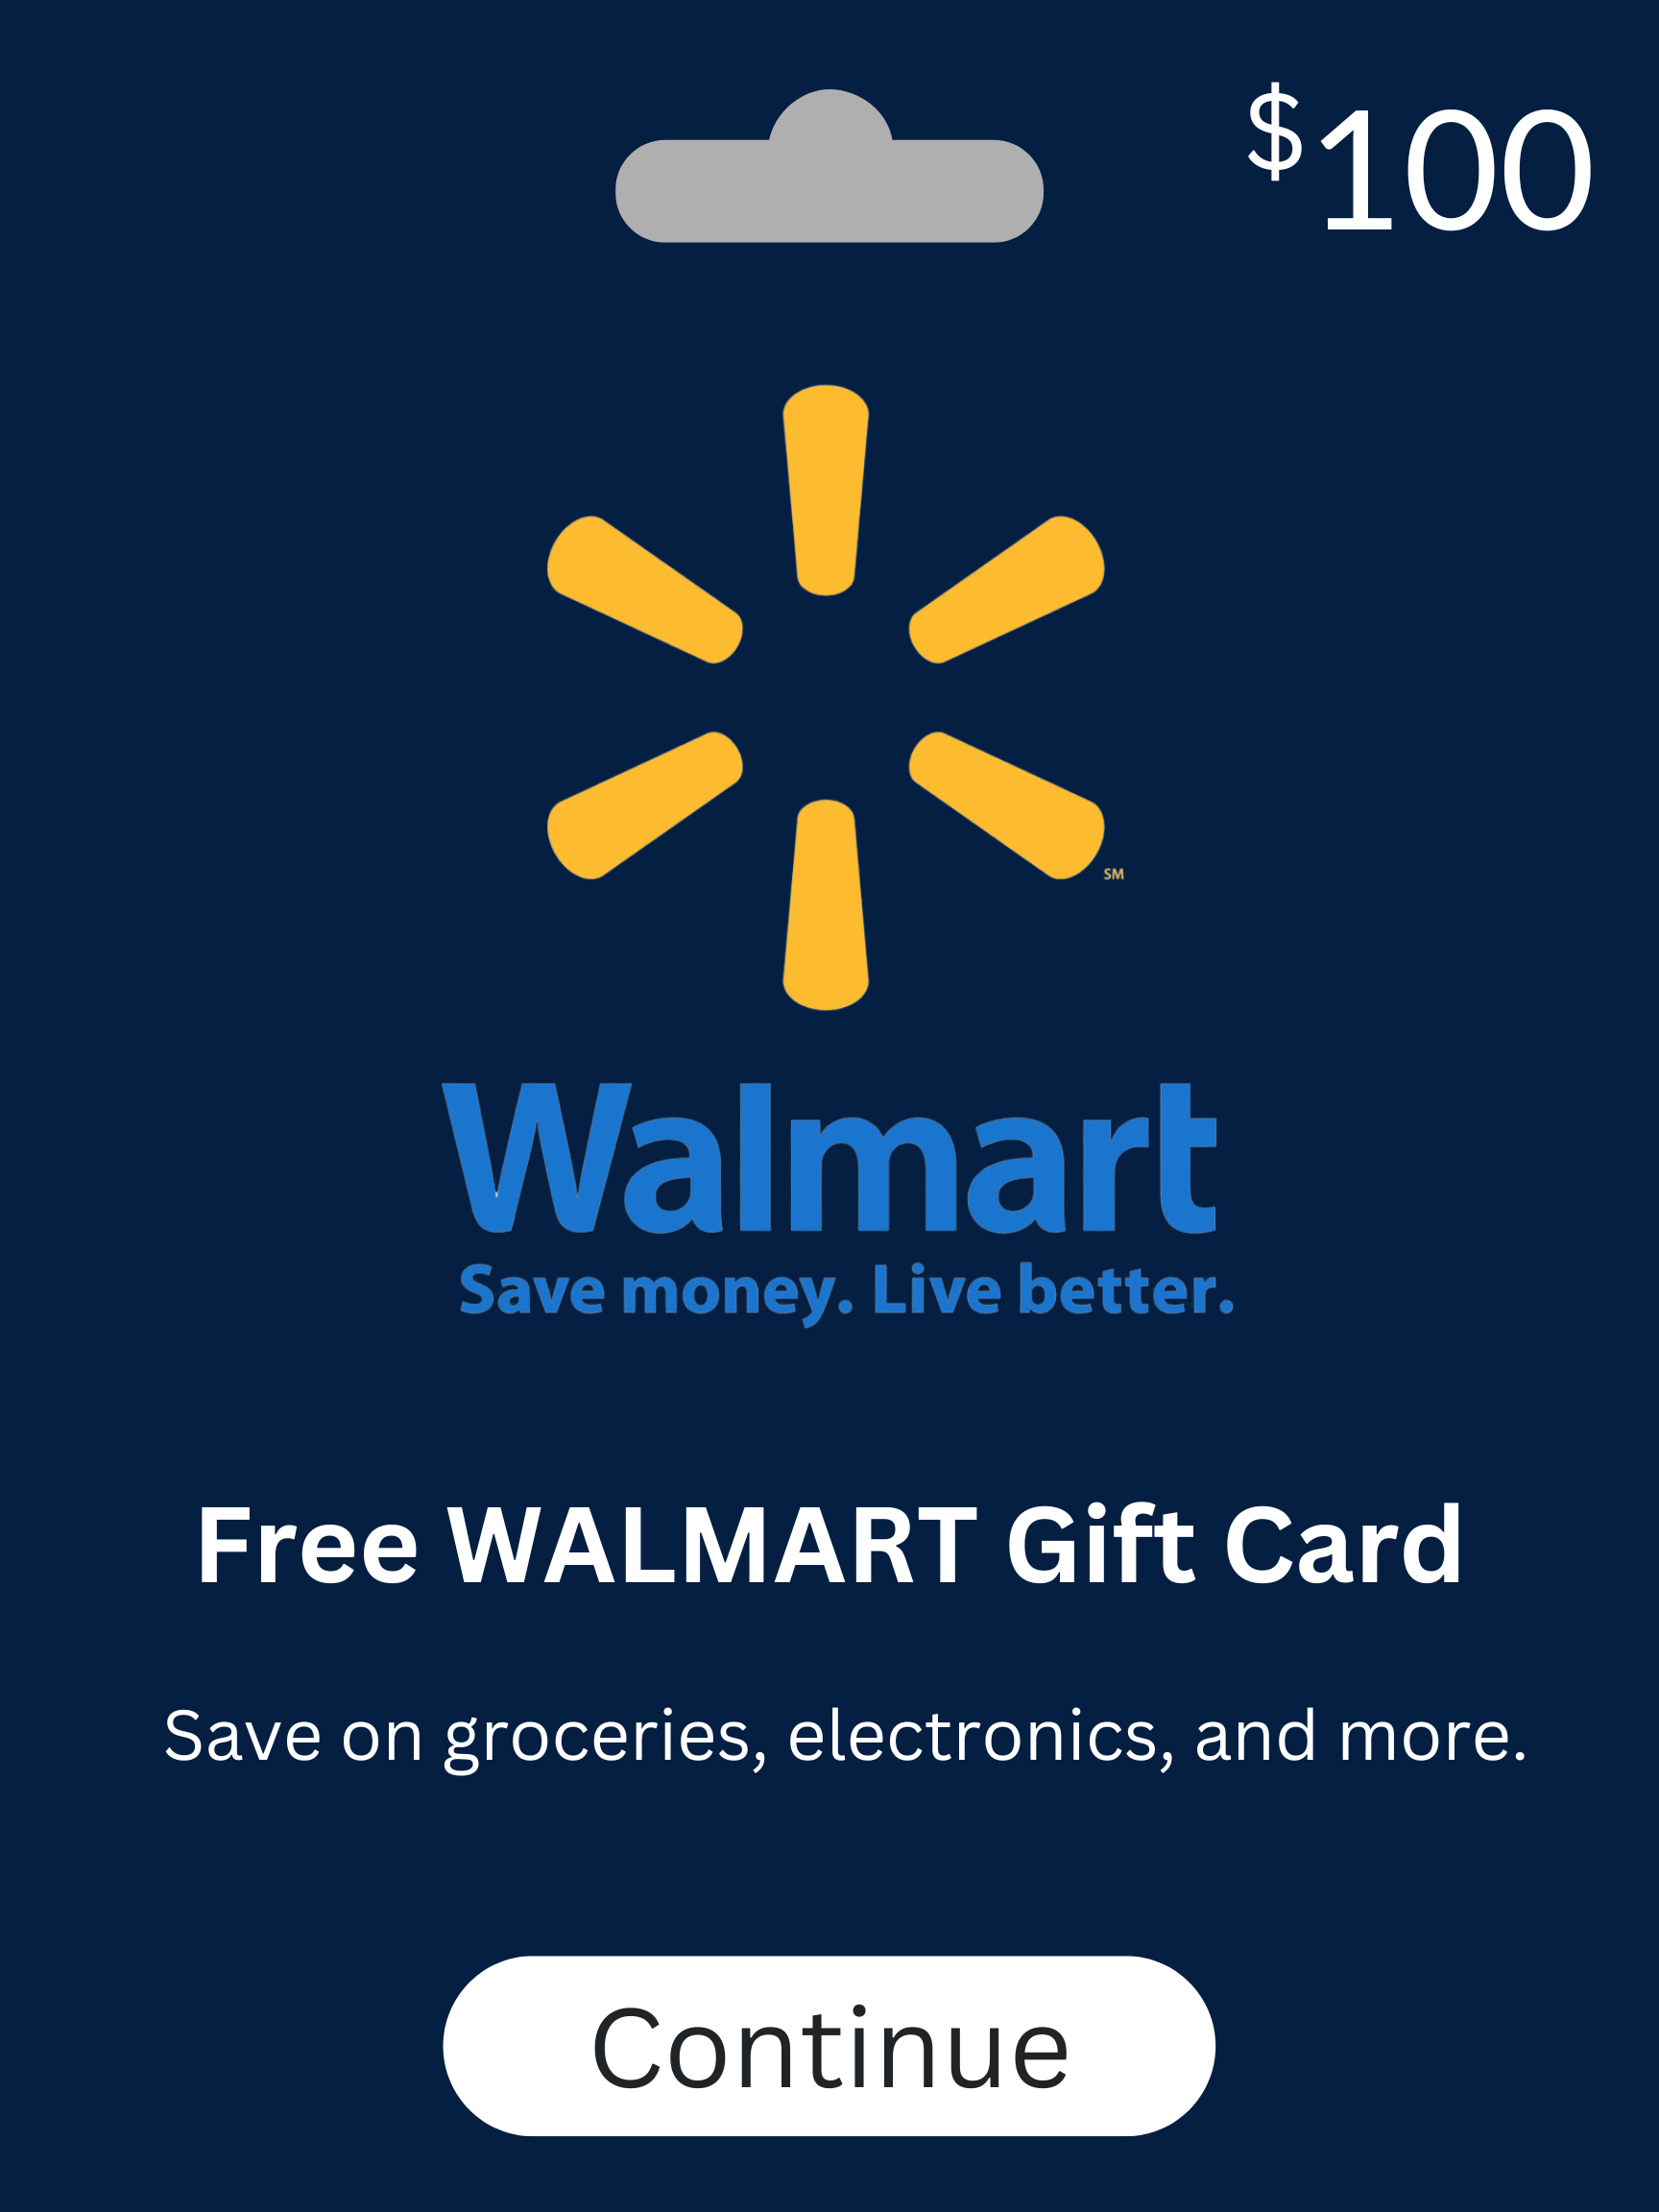 $100
SM
Walmart
Save money. Live better.
Free WALMART Gift Card
Save on groceries, electronics, and more.
Continue